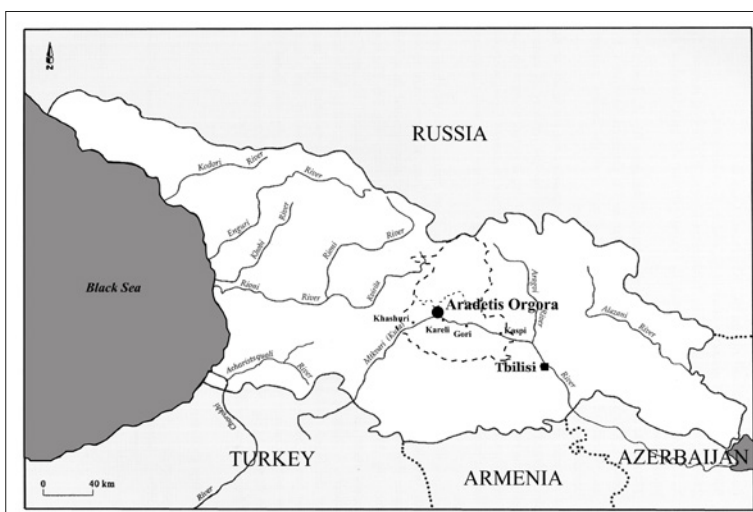 N
RUSSIA
Kodori River
Enguri River
Khobi River
Rioni River
Rioni River
Kvirila
Black Sea
Aragvi River
Alazani River
Aradetis Orgora
Khashuri
Kareli
Gori
Kaspi
Mtkvari (Kura)
Tbilisi
River
Acharistsqali River
Chorokhi
River
TURKEY
ARMENIA
AZERBAIJAN
0 40 km